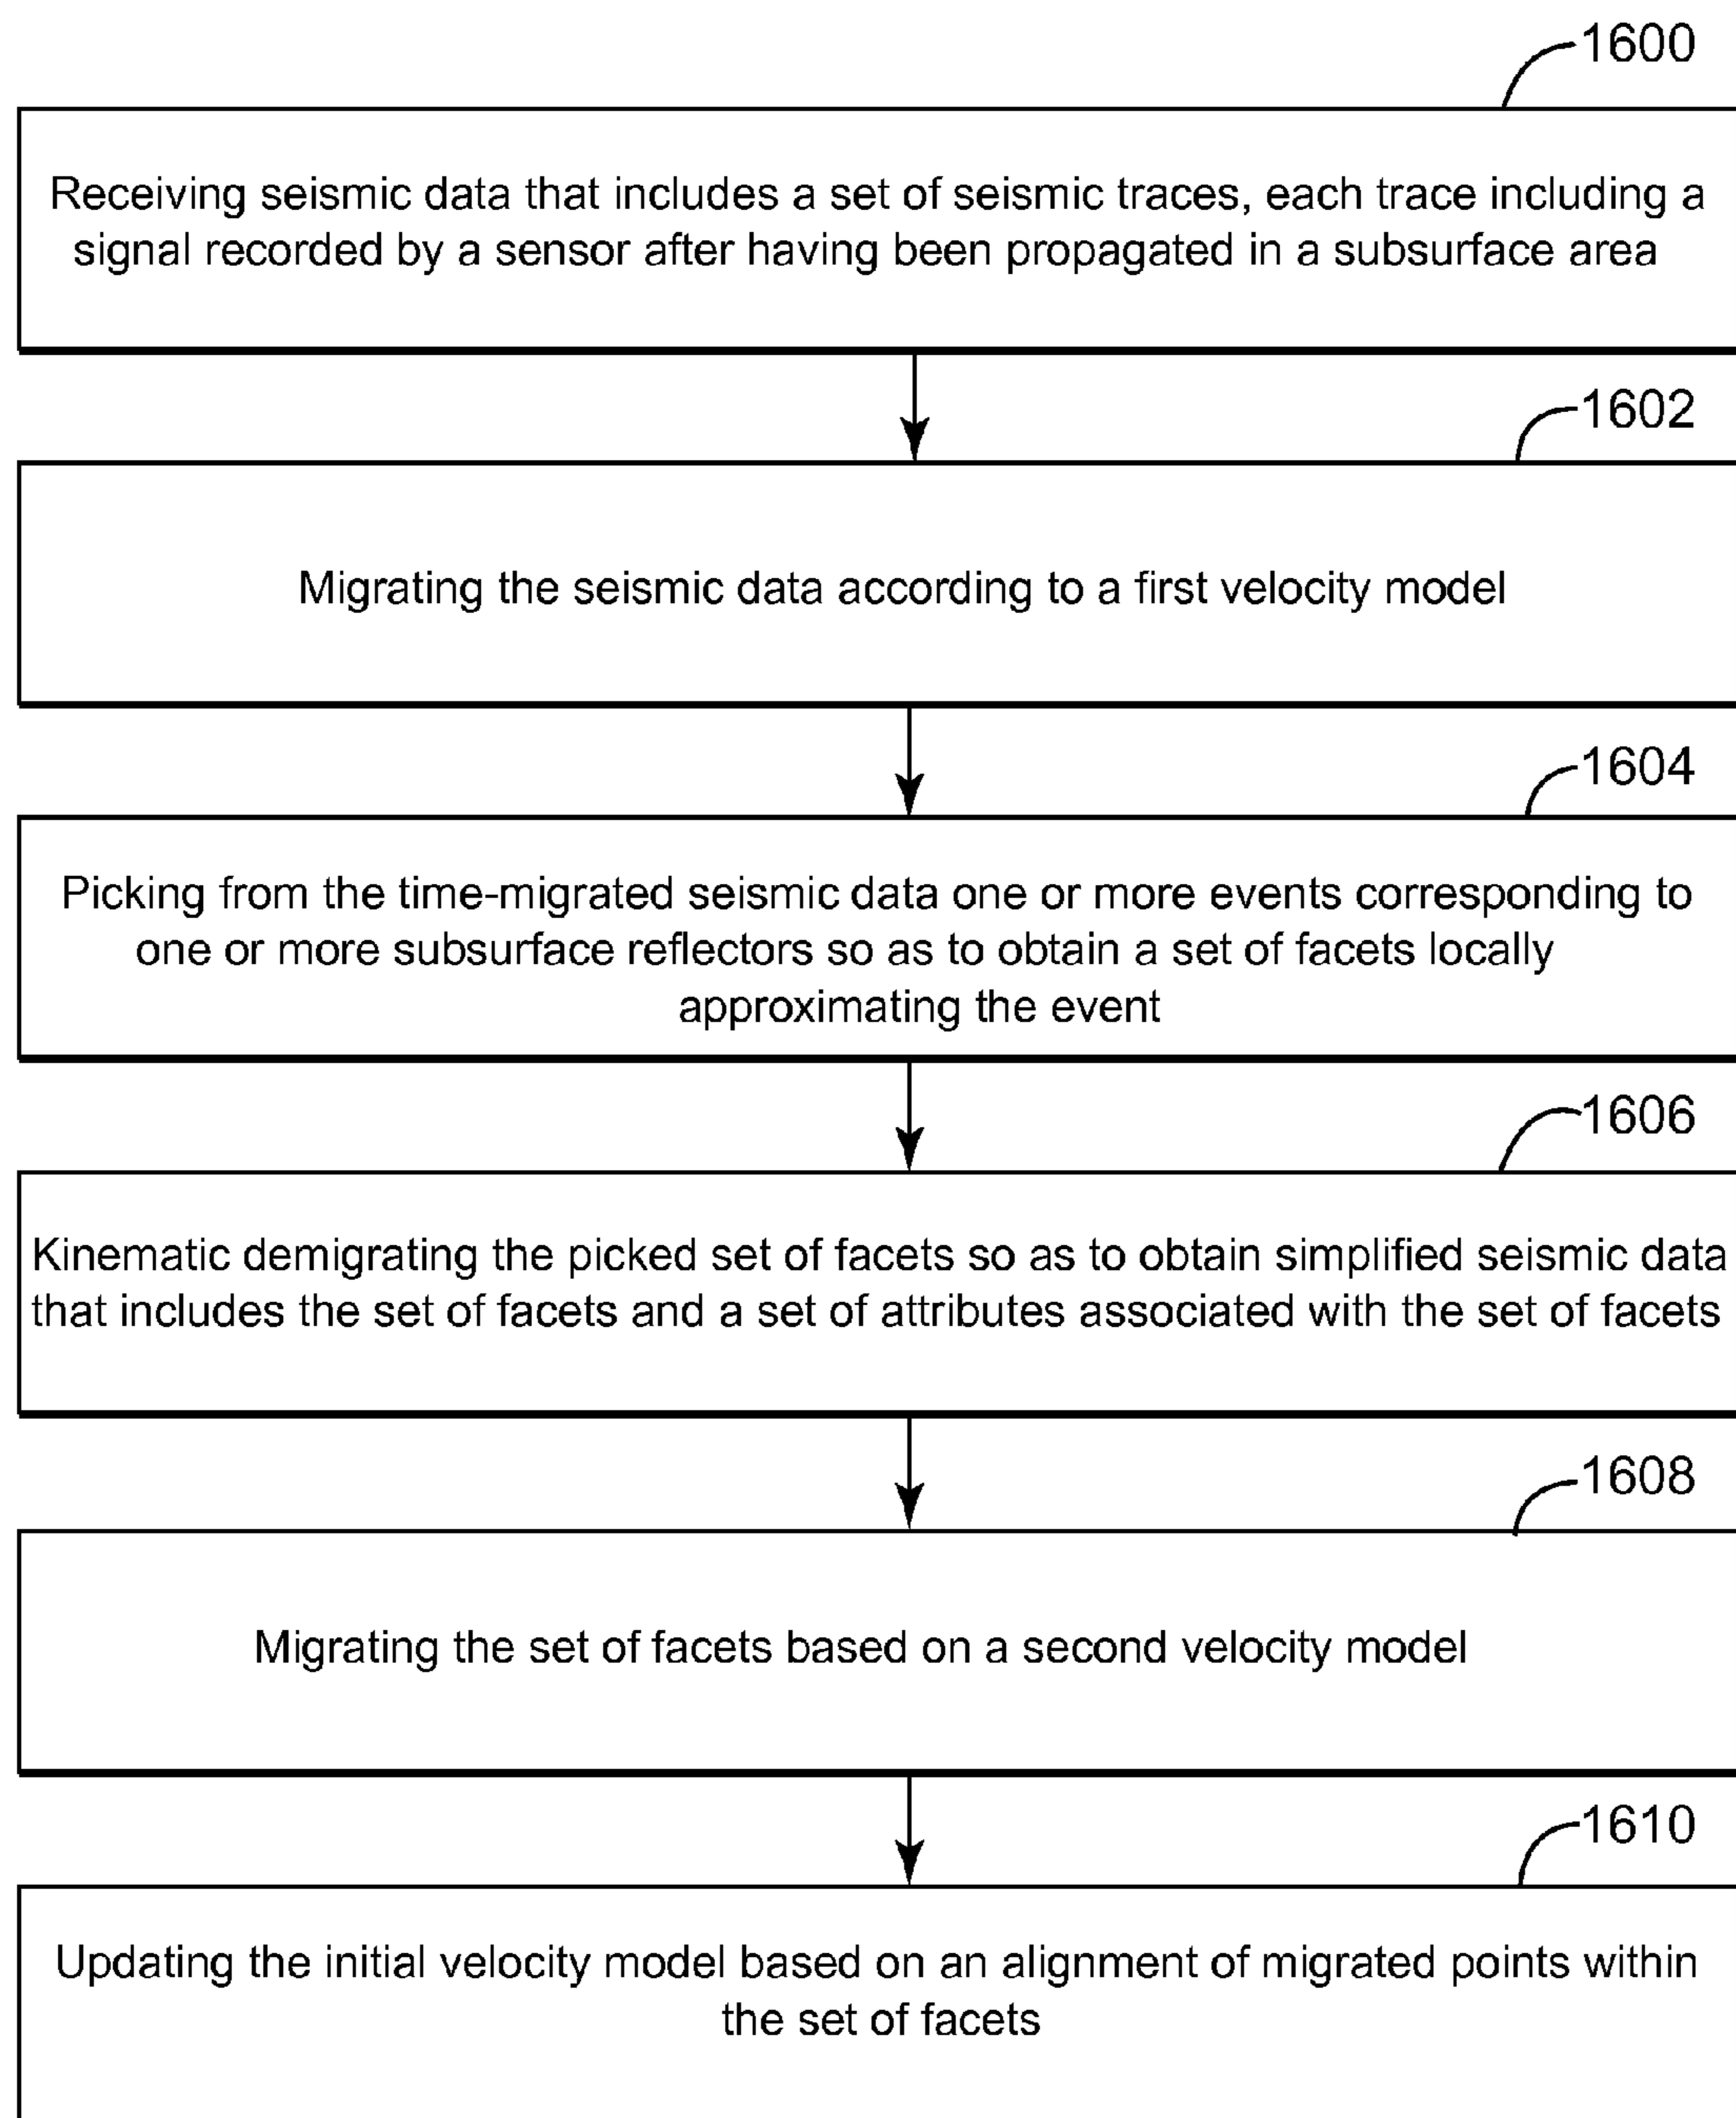 1600
Receiving seismic data that includes a set of seismic traces, each trace including a
signal recorded by a sensor after having been propagated in a subsurface area
1602
Migrating the seismic data according to a first velocity model
1604
Picking from the time-migrated seismic data one or more events corresponding to
one or more subsurface reflectors so as to obtain a set of facets locally
approximating the event
1606
Kinematic demigrating the picked set of facets so as to obtain simplified seismic data
that includes the set of facets and a set of attributes associated with the set of facets
1608
Migrating the set of facets based on a second velocity model
1610
Updating the initial velocity model based on an alignment of migrated points within
the set of facets